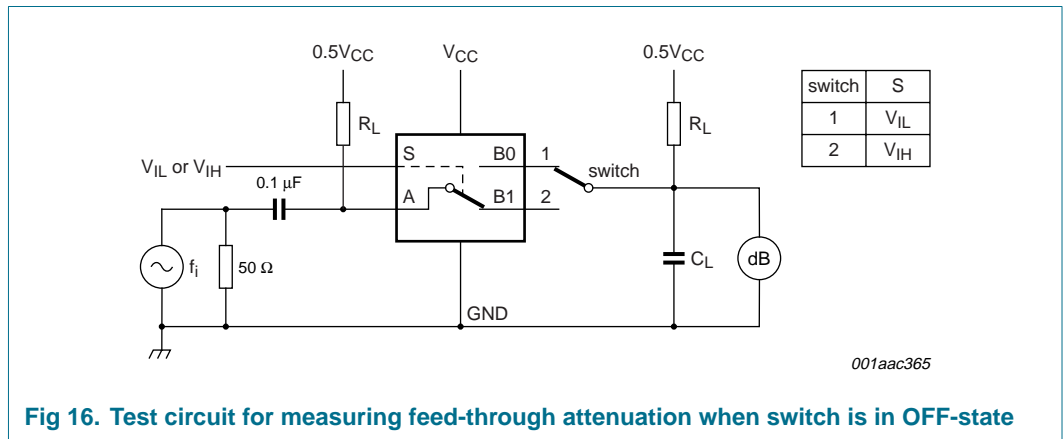 0.5VCC VCC 0.5VCC
switch S
1 VIL
2 VIH
RL RL
S B0 1
VIL or VIH switch
0.1 μF
A B1 2
fi 50 Ω CL dB
GND
001aac365
Fig 16. Test circuit for measuring feed-through attenuation when switch is in OFF-state